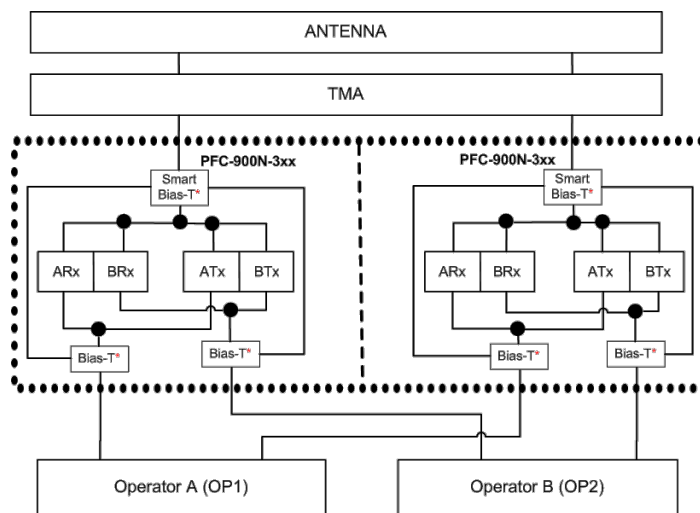 ANTENNA
TMA
PFC-900N-3xx
PFC-900N-3xx
Smart
Bias-T*
Smart
Bias-T*
ARx BRx ATx BTx
ARx BRx ATx BTx
Bias-T* Bias-T*
Bias-T* Bias-T*
Operator A (OP1)
Operator B (OP2)